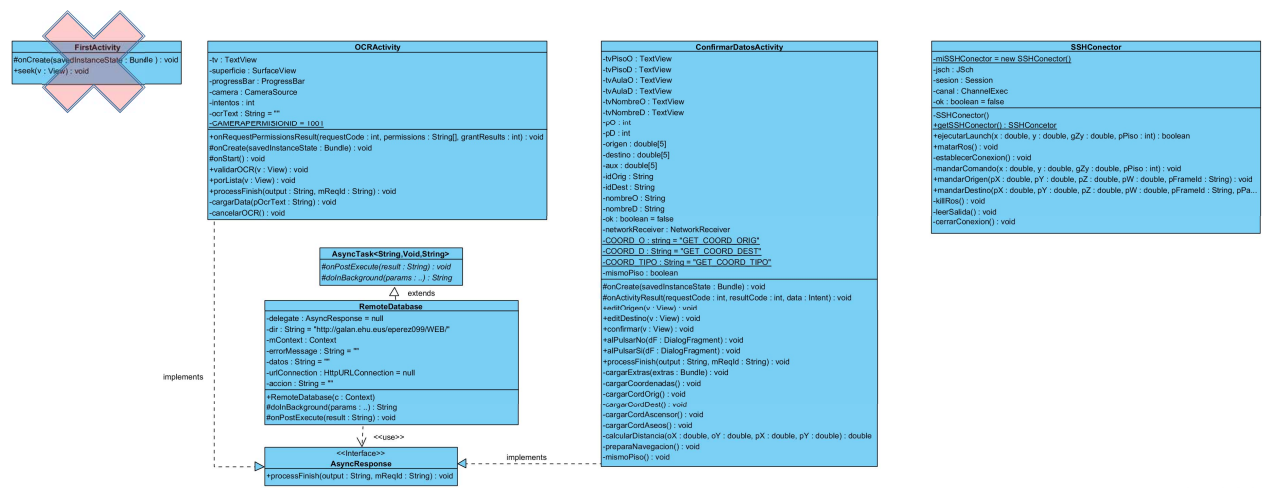 FirstActivity
#onCreate(savedInstanceState : Bundle ) : void
+seek(v : View) : void
OCRActivity
-tv : TextView
-superficie : SurfaceView
-progressBar : ProgressBar
-camera : CameraSource
-intentos : int
-ocrText : String = ""
-CAMERAPERMISIONID = 1001
+onRequestPermissionsResult(requestCode : int, permissions : String[], grantResults : int) : void
#onCreate(savedInstanceState : Bundle) : void
#onStart() : void
+validarOCR(v : View) : void
+porLista(v : View) : void
+processFinish(output : String, mReqId : String) : void
-cargarData(pOcrText : String) : void
-cancelarOCR() : void
AsyncTask<String,Void,String>
#onPostExecute(result : String) : void
#doInBackground(params : ..) : String
extends
RemoteDatabase
-delegate : AsyncResponse = null
-dir : String = "http://galan.ehu.eus/eperez099/WEB/"
-mContext : Context
-errorMessage : String = ""
-datos : String = ""
-urlConnection : HttpURLConnection = null
-accion : String = ""
+RemoteDatabase(c : Context)
#doInBackground(params : ..) : String
#onPostExecute(result : String) : void
implements
<<use>>
<<Interface>>
AsyncResponse
+processFinish(output : String, mReqId : String) : void
implements
ConfirmarDatosActivity
-tvPisoO : TextView
-tvPisoD : TextView
-tvAulaO : TextView
-tvAulaD : TextView
-tvNombreO : TextView
-tvNombreD : TextView
-pO : int
-pD : int
-origen : double[5]
-destino : double[5]
-aux : double[5]
-idOrig : String
-idDest : String
-nombreO : String
-nombreD : String
-ok : boolean = false
-networkReceiver : NetworkReceiver
-COORD_O : string = "GET_COORD_ORIG"
-COORD_D : String = "GET_COORD_DEST"
-COORD_TIPO : String = "GET_COORD_TIPO"
-mismoPiso : boolean
#onCreate(savedInstanceState : Bundle) : void
#onActivityResult(requestCode : int, resultCode : int, data : Intent) : void
+editOrigen(v : View) : void
+editDestino(v : View) : void
+confirmar(v : View) : void
+alPulsarNo(dF : DialogFragment) : void
+alPulsarSi(dF : DialogFragment) : void
+processFinish(output : String, mReqId : String) : void
-cargarExtras(extras : Bundle) : void
-cargarCoordenadas() : void
-cargarCordOrig() : void
-cargarCordDest() : void
-cargarCordAscensor() : void
-cargarCordAseos() : void
-calcularDistancia(oX : double, oY : double, pX : double, pY : double) : double
-preparaNavegacion() : void
-mismoPiso() : void
SSHConector
-miSSHConector = new SSHConector()
-jsch : JSch
-sesion : Session
-canal : ChannelExec
-ok : boolean = false
-SSHConector()
+getSSHConector() : SSHConcetor
+ejecutarLaunch(x : double, y : double, gZy : double, pPiso : int) : boolean
+matarRos() : void
-establecerConexion() : void
-mandarComando(x : double, y : double, gZy : double, pPiso : int) : void
+mandarOrigen(pX : double, pY : double, pZ : double, pW : double, pFrameId : String) : void
+mandarDestino(pX : double, pY : double, pZ : double, pW : double, pFrameId : String, pPa...
-killRos() : void
-leerSalida() : void
-cerrarConexion() : void